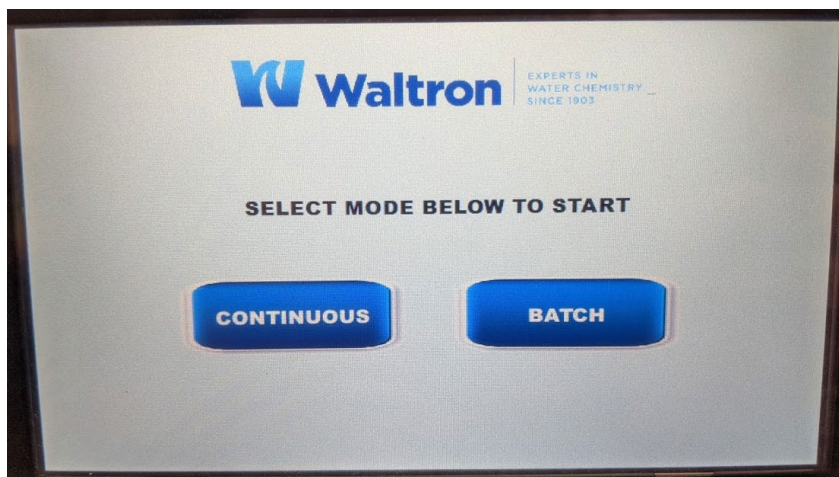 Waltron
EXPERTS IN
WATER CHEMISTRY
SINCE 1903
SELECT MODE BELOW TO START
CONTINUOUS
BATCH